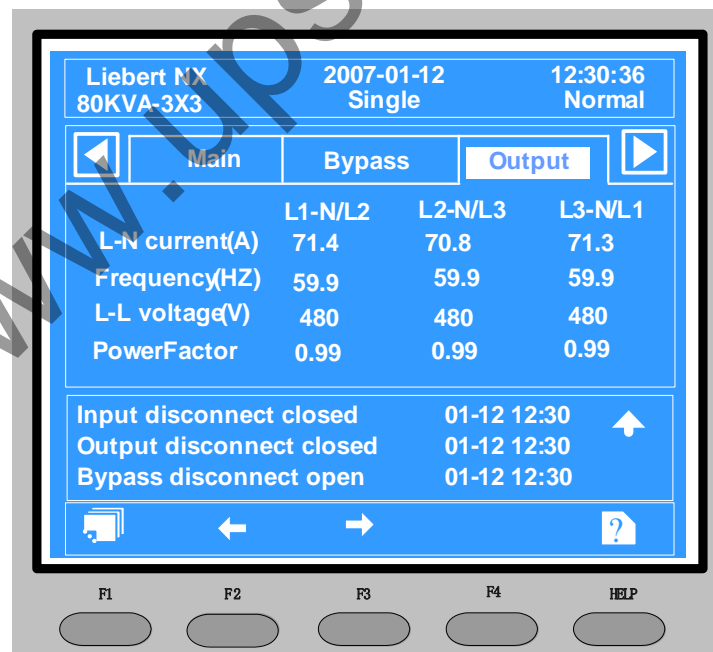 www.ups
Liebert NX 2007-01-12 12:30:36
80KVA-3X3 Single Normal
Main Bypass Output
L1-N/L2 L2-N/L3 L3-N/L1
L-N current(A) 71.4 70.8 71.3
Frequency(HZ) 59.9 59.9 59.9
L-L voltage(V) 480 480 480
PowerFactor 0.99 0.99 0.99
Input disconnect closed 01-12 12:30
Output disconnect closed 01-12 12:30
Bypass disconnect open 01-12 12:30
?
F1 F2 F3 F4 HELP